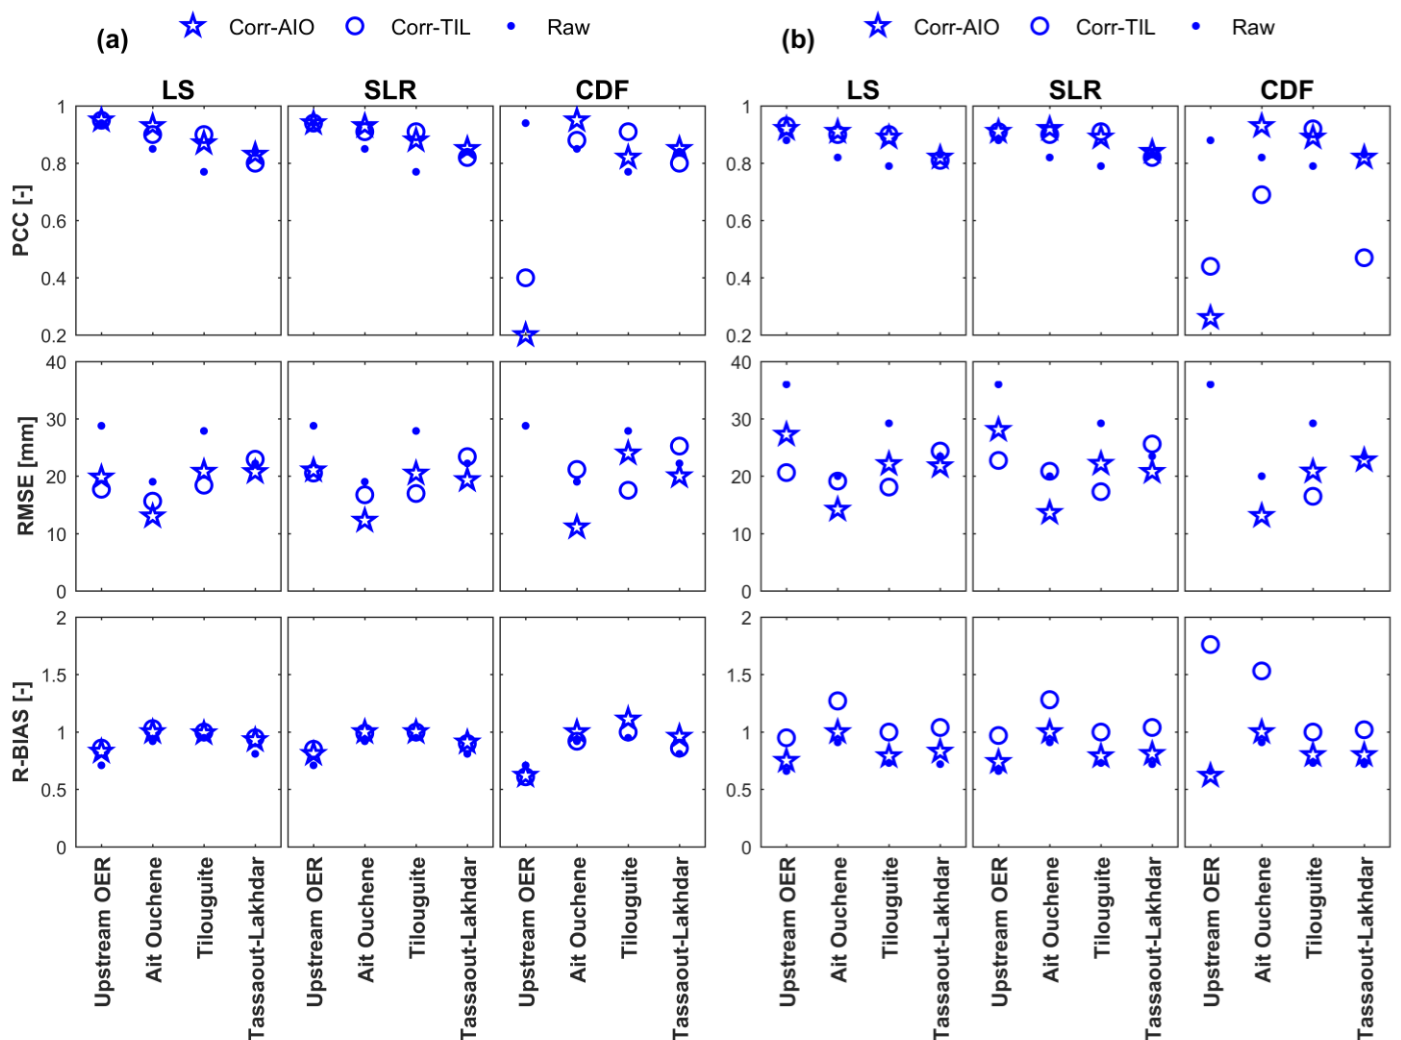 (a) Corr-AIO Corr-TIL Raw
(b) Corr-AIO Corr-TIL Raw
LS SLR CDF
LS SLR CDF
PCC [-]
1
0.8
0.6
0.4
0.2
1
0.8
0.6
0.4
0.2
RMSE [mm]
40
30
20
10
0
40
30
20
10
0
R-BIAS [-]
2
1.5
1
0.5
0
2
1.5
1
0.5
0
Upstream OER
Ait Ouchene
Tilouguite
Tassaout-Lakhdar
Upstream OER
Ait Ouchene
Tilouguite
Tassaout-Lakhdar
Upstream OER
Ait Ouchene
Tilouguite
Tassaout-Lakhdar
Upstream OER
Ait Ouchene
Tilouguite
Tassaout-Lakhdar
Upstream OER
Ait Ouchene
Tilouguite
Tassaout-Lakhdar
Upstream OER
Ait Ouchene
Tilouguite
Tassaout-Lakhdar